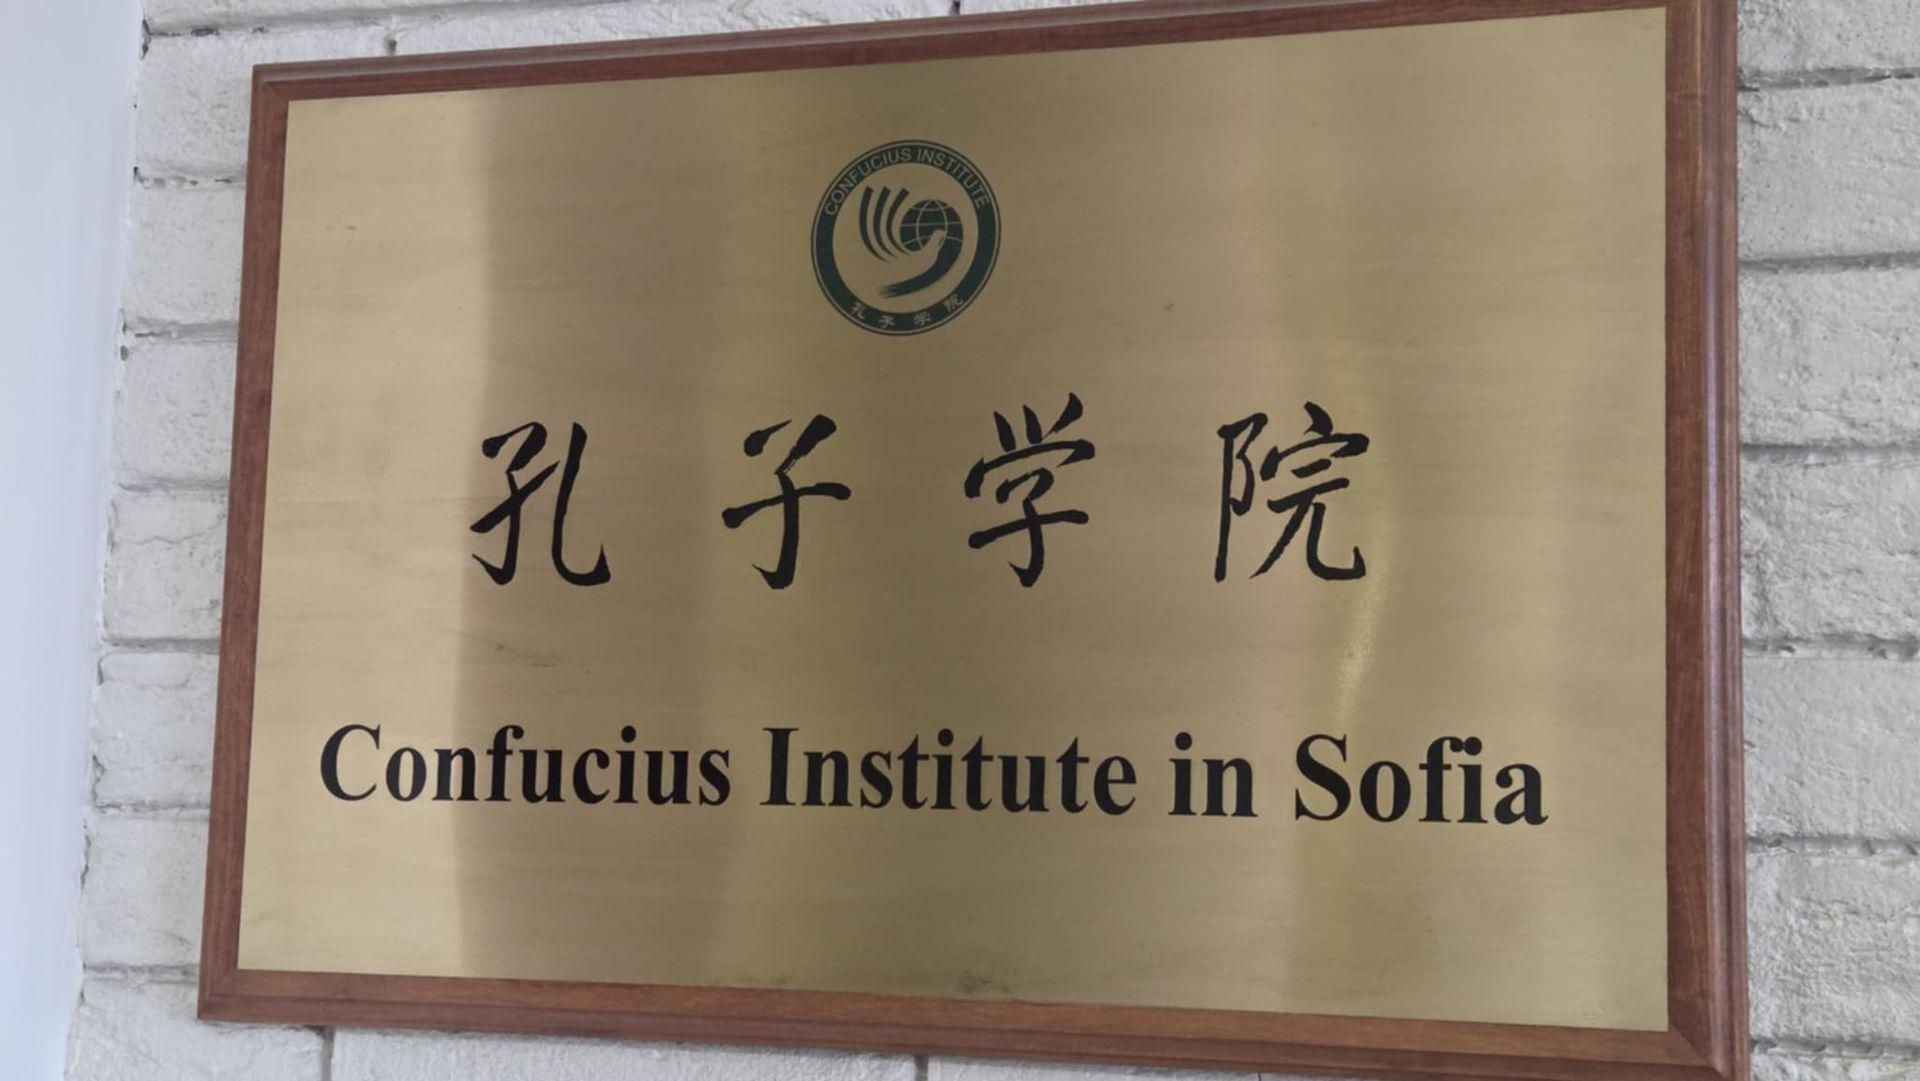 CONFUCIUS INSTITUTE
孔子学院
孔子学院
Confucius Institute in Sofia